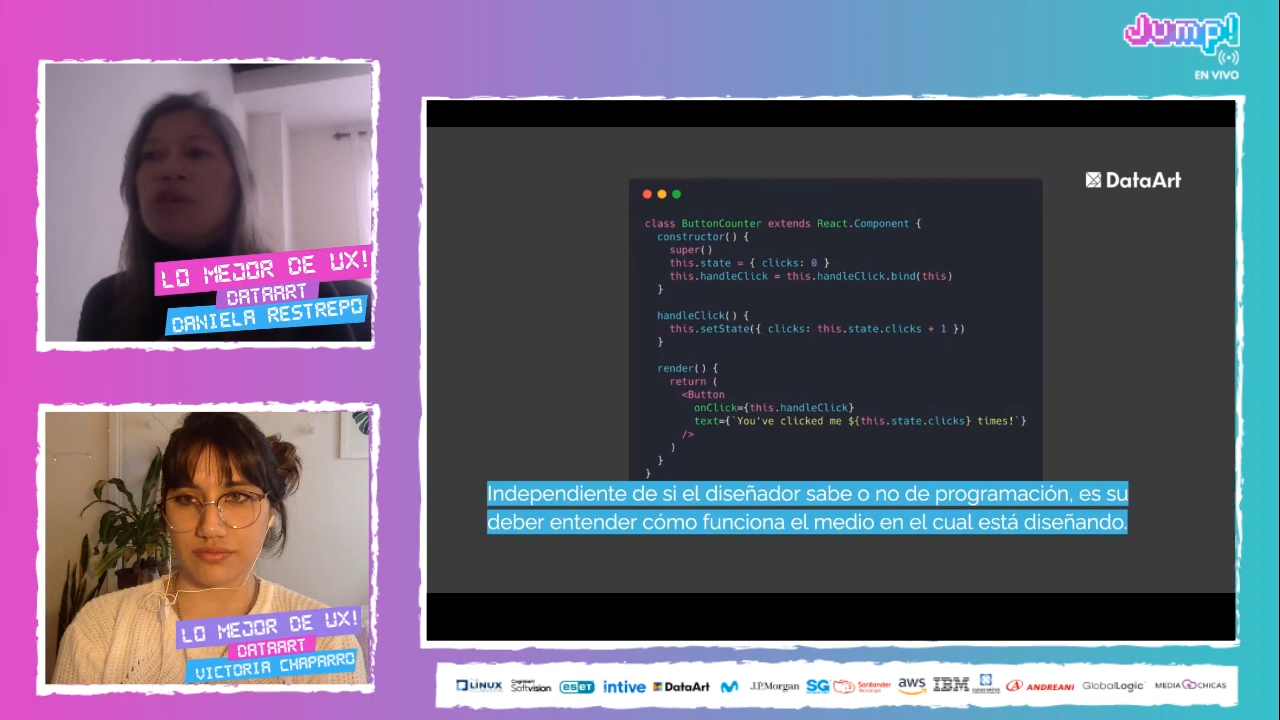 Jump!
EN VIVO
LO MEJOR DE UX!
DATAART
DANIELA RESTREPO
DataArt
class ButtonCounter extends React.Component {
constructor() {
super()
this.state = { clicks: 0 }
this.handleClick = this.handleClick.bind(this)
}
handleClick() {
this.setState({ clicks: this.state.clicks + 1 })
}
render() {
return (
<Button
onClick={this.handleClick}
text={`You've clicked me ${this.state.clicks} times!`}
/>
)
}
}
Independiente de si el diseñador sabe o no de programación, es su
deber entender cómo funciona el medio en el cual está diseñando.
LO MEJOR DE UX!
DATAART
VICTORIA CHAPARRO
LINUX Cognizant Softvision eset intive DataArt J.P.Morgan SG Santander Tecnología aws IBM ANDREANI GlobalLogic MEDIA CHICAS